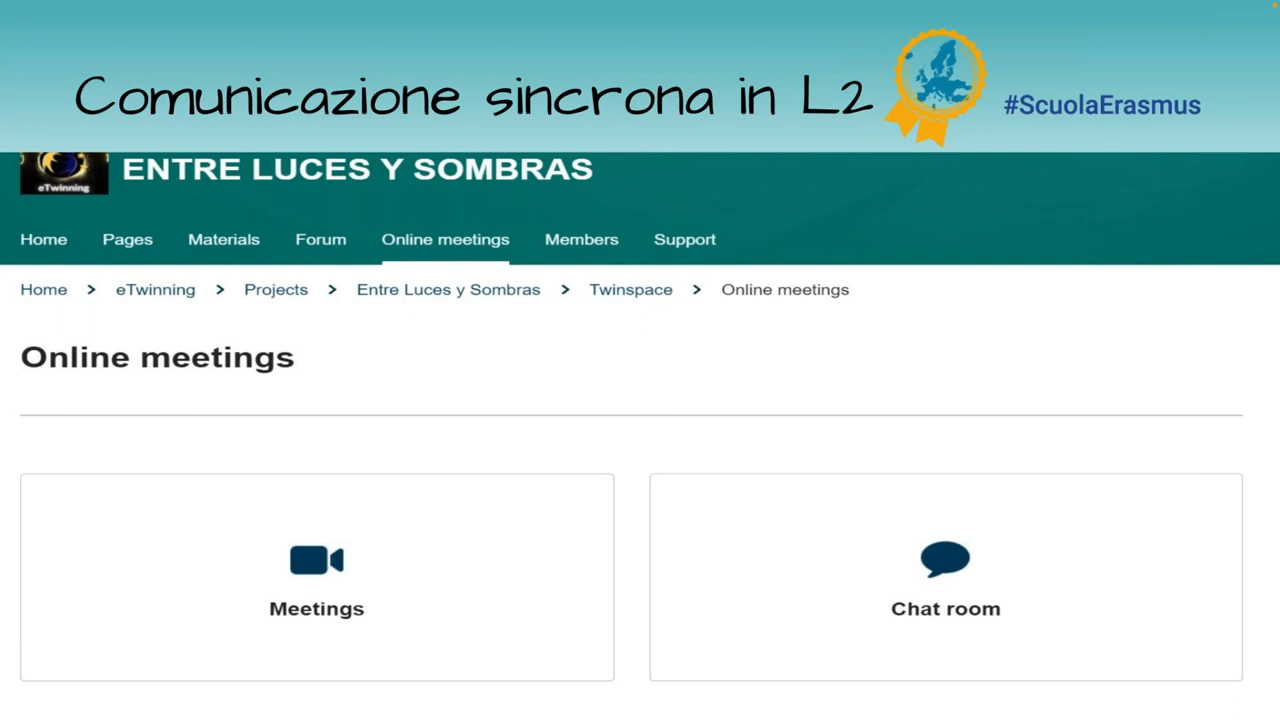 Comunicazione sincrona in L2
#ScuolaErasmus
eTwinning
ENTRE LUCES Y SOMBRAS
Home Pages Materials Forum Online meetings Members Support
Home > eTwinning > Projects > Entre Luces y Sombras > Twinspace > Online meetings
Online meetings
Meetings Chat room